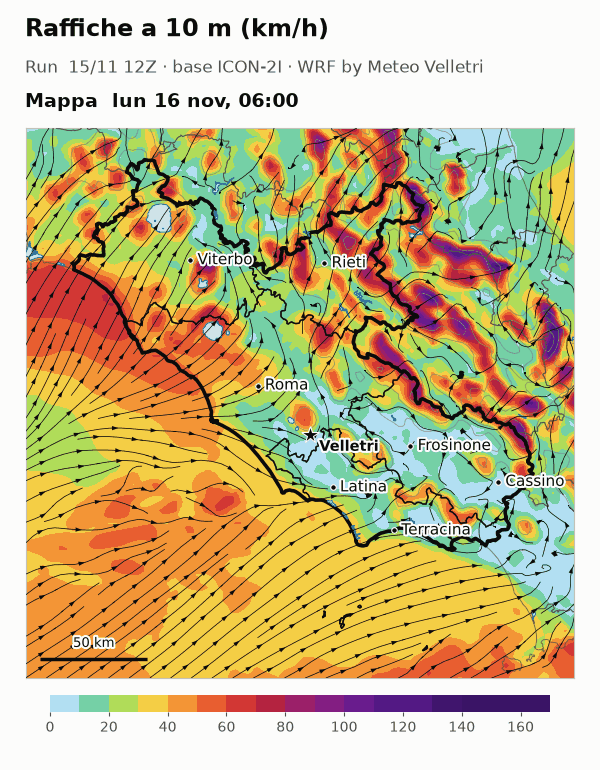 Raffiche a 10 m (km/h)
Run 15/11 12Z · base ICON-2I · WRF by Meteo Velletri
Mappa lun 16 nov, 06:00
Viterbo
Rieti
Roma
Velletri
Frosinone
Latina
Cassino
Terracina
50 km
0 20 40 60 80 100 120 140 160